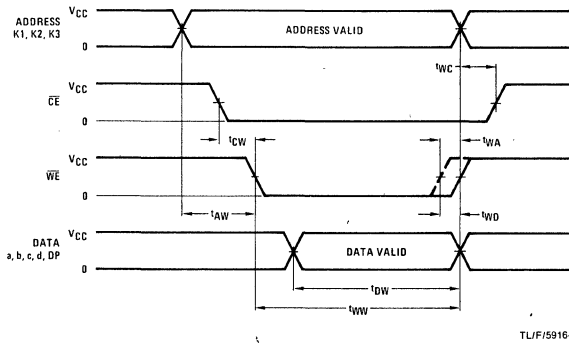 ADDRESS
K1, K2, K3
VCC
0
ADDRESS VALID
tWC
CE
VCC
0
tCW
tWA
WE
VCC
0
tAW
tWD
DATA
a, b, c, d, DP
VCC
0
DATA VALID
tDW
tWW
TL/F/5916-